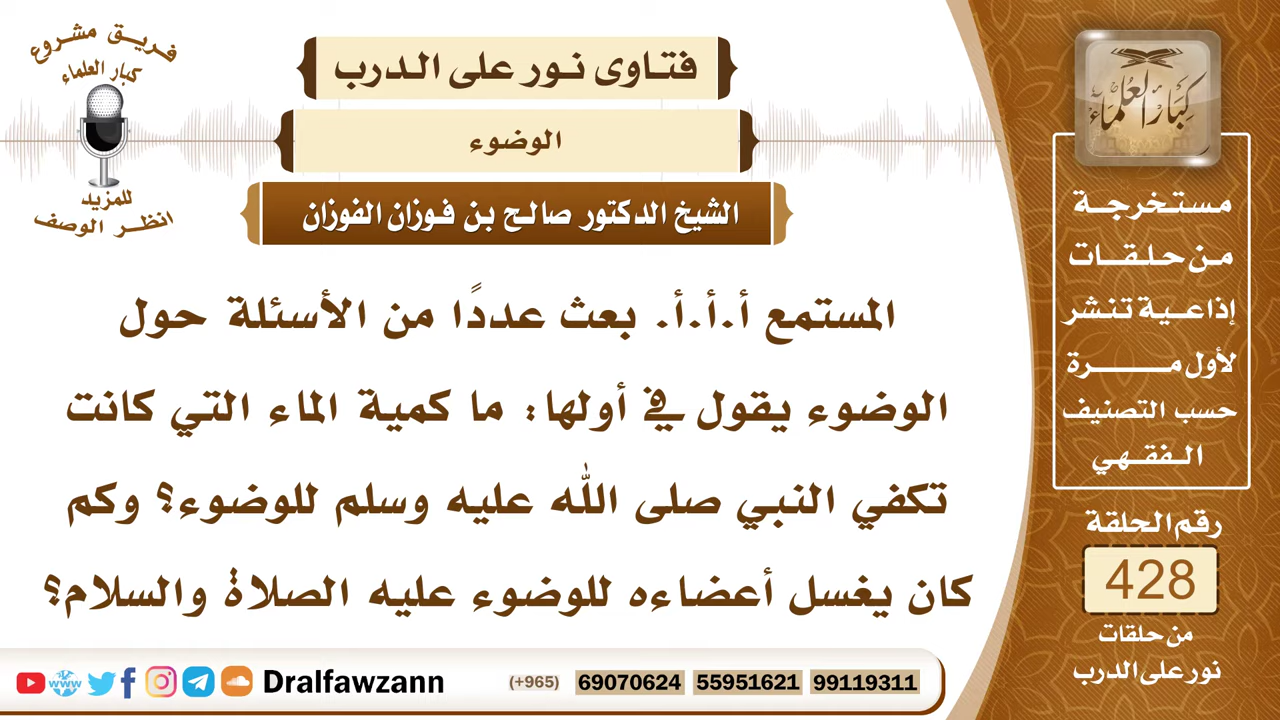 فريق مشروع
كبار العلماء
للمزيد
انظر الوصف
فتاوى نور على الدرب
الوضوء
الشيخ الدكتور صالح بن فوزان الفوزان
المستمع أ.أ.أ. بعث عددًا من الأسئلة حول
الوضوء يقول في أولها: ما كمية الماء التي كانت
تكفي النبي صلى الله عليه وسلم للوضوء؟ وكم
كان يغسل أعضاءه للوضوء عليه الصلاة والسلام؟
كبار العلماء
مستخرجة
من حلقات
إذاعية تنشر
لأول مرة
حسب التصنيف
الفقهي
رقم الحلقة
428
من حلقات
نور على الدرب
www
Dralfawzann
(+965) 69070624 55951621 99119311